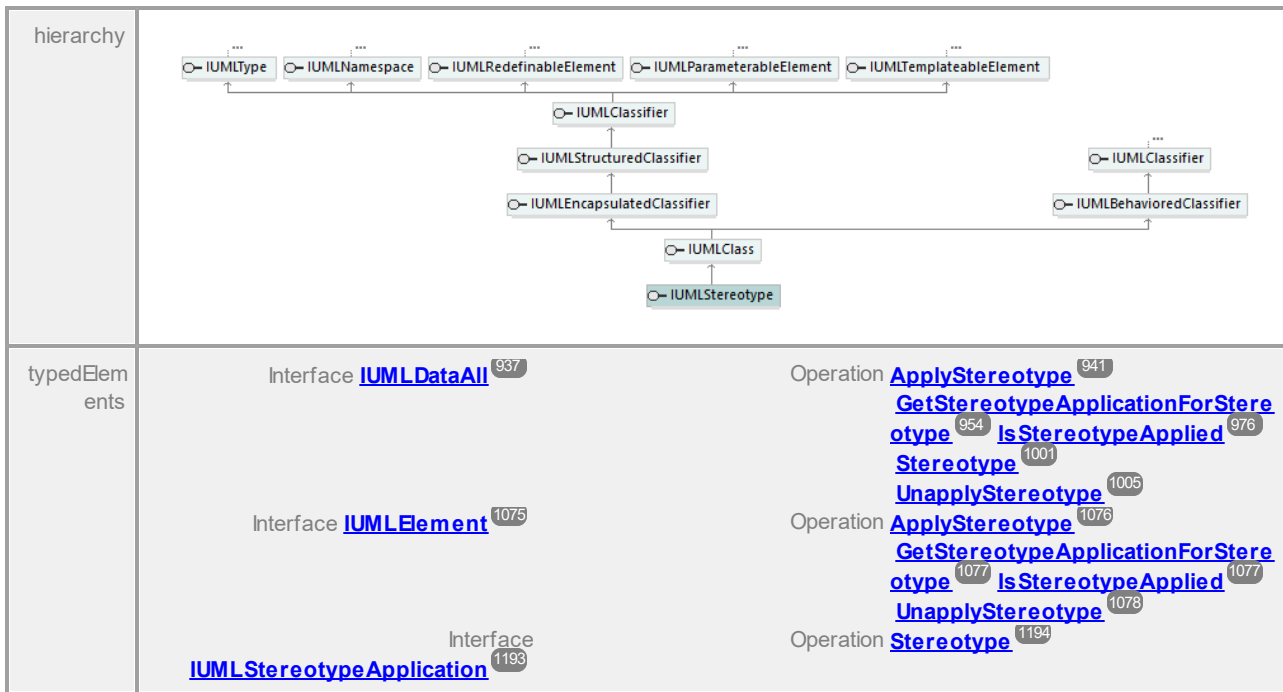 hierarchy
... ... ... ... ...
IUMLType IUMLNamespace IUMLRedefinableElement IUMLParameterableElement IUMLTemplateableElement
IUMLClassifier
...
IUMLStructuredClassifier IUMLClassifier
IUMLEncapsulatedClassifier IUMLBehavioredClassifier
IUMLClass
IUMLStereotype
typedElem
ents
Interface IUMLDataAll 937 Operation ApplyStereotype 941
GetStereotypeApplicationForStere
otype 954 IsStereotypeApplied 976
Stereotype 1001
UnapplyStereotype 1005
Interface IUMLElement 1075 Operation ApplyStereotype 1076
GetStereotypeApplicationForStere
otype 1077 IsStereotypeApplied 1077
UnapplyStereotype 1078
Interface Operation Stereotype 1194
IUMLStereotypeApplication 1193